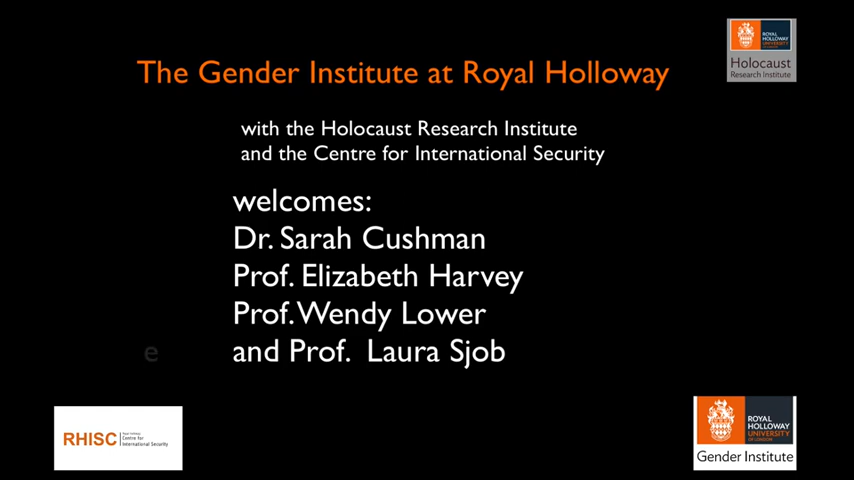 ROYAL
HOLLOWAY
UNIVERSITY
OF LONDON
Holocaust
Research Institute
The Gender Institute at Royal Holloway
with the Holocaust Research Institute
and the Centre for International Security
welcomes:
Dr. Sarah Cushman
Prof. Elizabeth Harvey
Prof. Wendy Lower
e and Prof. Laura Sjob
RHISC
Royal Holloway
Centre for
International Security
ROYAL
HOLLOWAY
UNIVERSITY
OF LONDON
Gender Institute